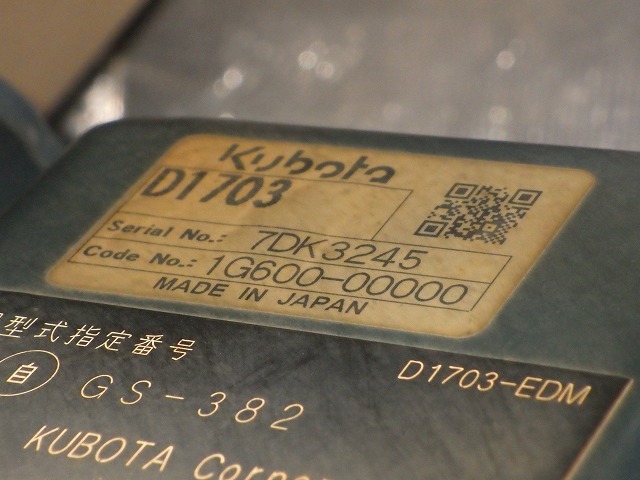 Kubota
D1703
Serial No.: 7DK3245
Code No.: 1G600-00000
MADE IN JAPAN
型式指定番号
自 GS-382
D1703-EDM
KUBOTA